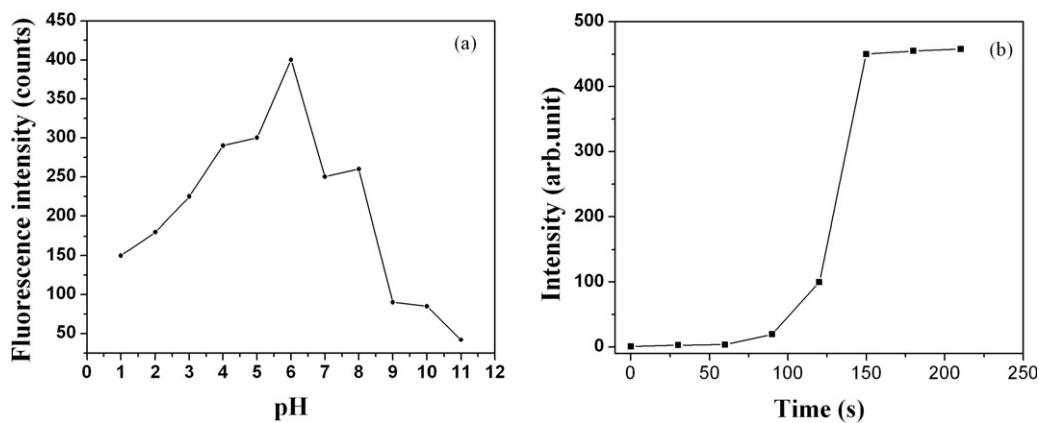 (a)
Fluorescence intensity (counts)
450
400
350
300
250
200
150
100
50
0 1 2 3 4 5 6 7 8 9 10 11 12
pH
(b)
Intensity (arb.unit)
500
400
300
200
100
0
0 50 100 150 200 250
Time (s)